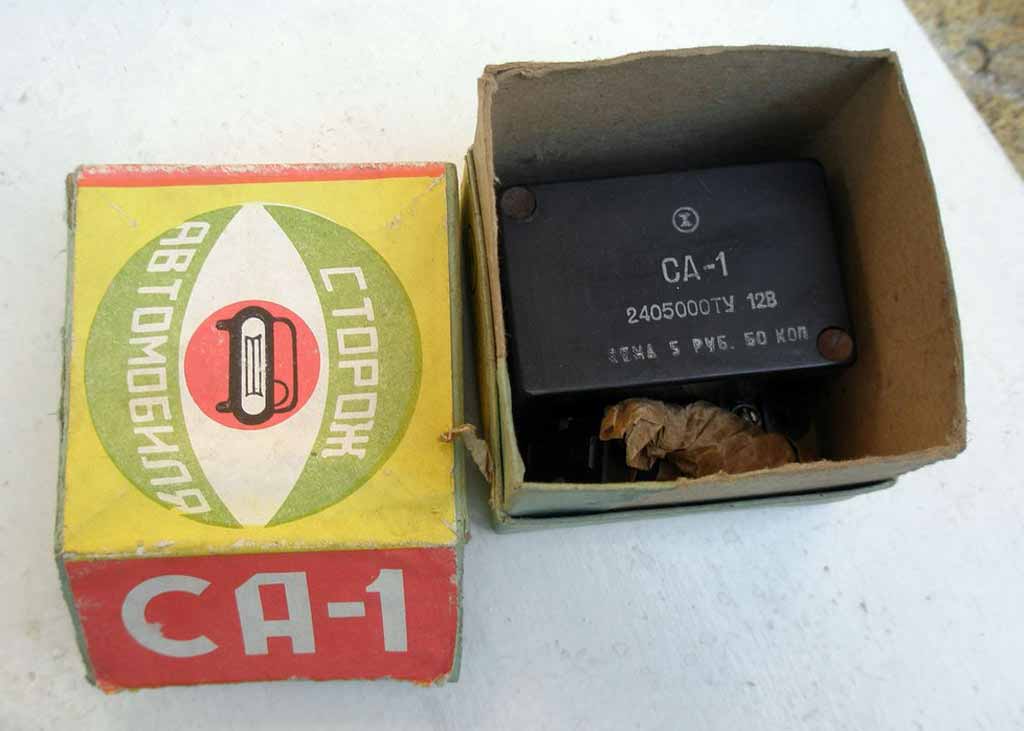 СТОРОЖ
АВТОМОБИЛЯ
СА-1
СА-1
2405000ТУ 12В
ЦЕНА 5 РУБ. 50 КОП